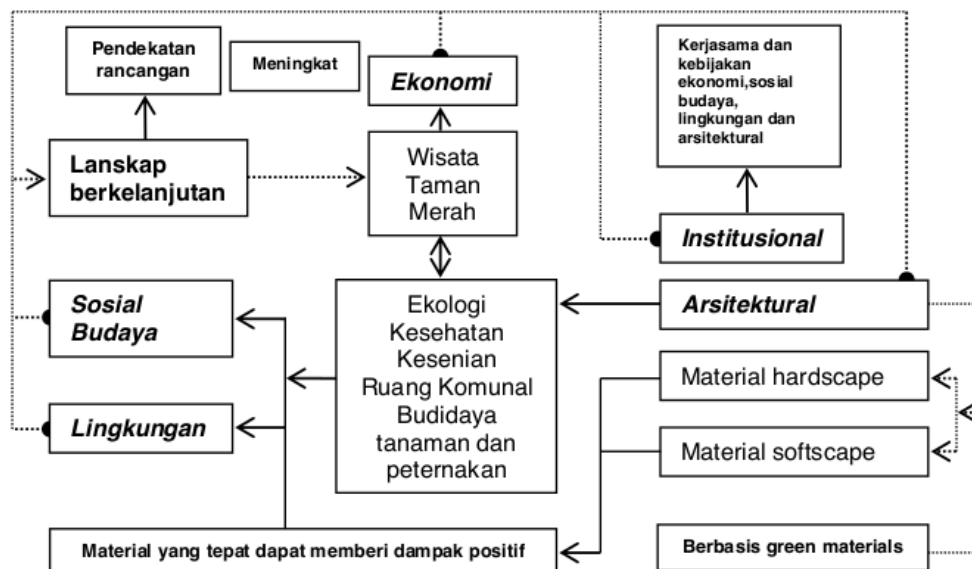 Pendekatan
rancangan
Meningkat
Ekonomi
Kerjasama dan
kebijakan
ekonomi,sosial
budaya,
lingkungan dan
arsitektural
Lanskap
berkelanjutan
Wisata
Taman
Merah
Institusional
Sosial
Budaya
Ekologi
Kesehatan
Kesenian
Ruang Komunal
Budidaya
tanaman dan
peternakan
Arsitektural
Material hardscape
Lingkungan
Material softscape
Material yang tepat dapat memberi dampak positif
Berbasis green materials